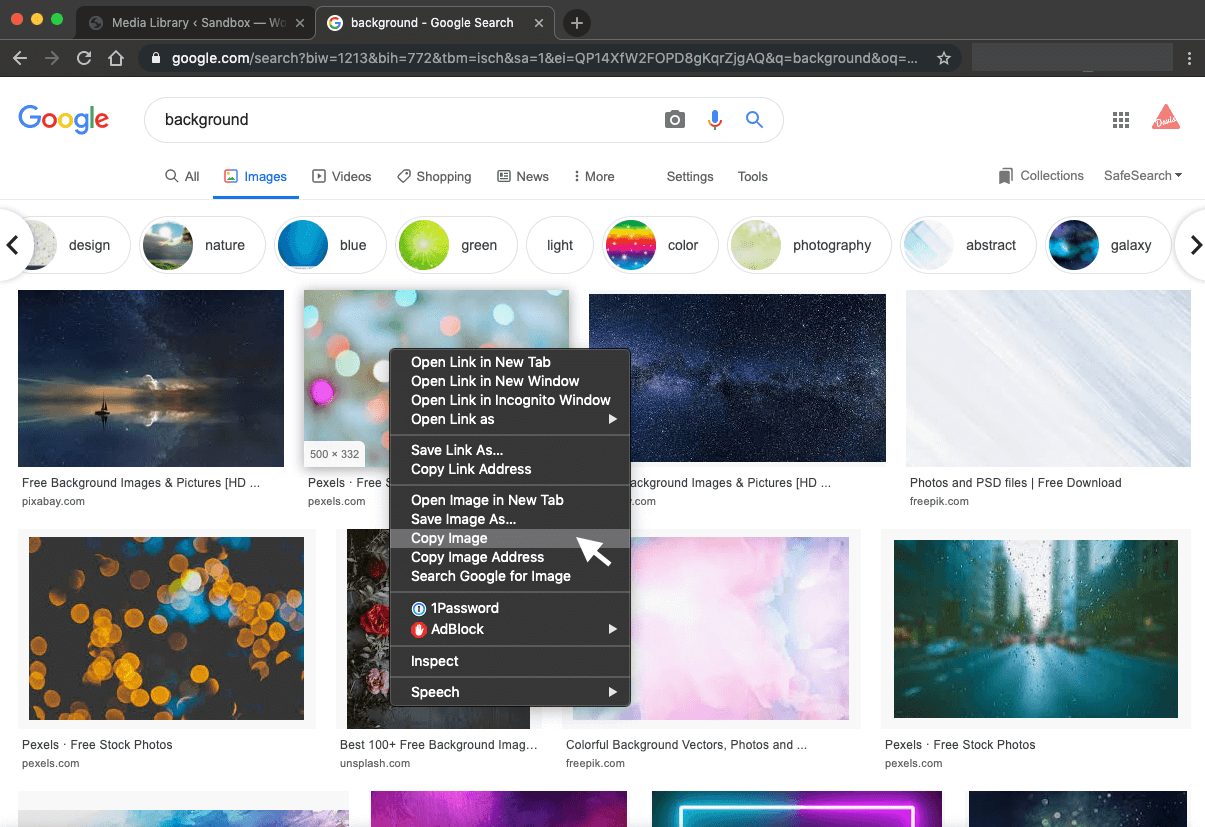 Media Library ‹ Sandbox — Wo
background - Google Search
google.com/search?biw=1213&bih=772&tbm=isch&sa=1&ei=QP14XfW2FOPD8gKqrZjgAQ&q=background&oq=...
Google
background
Davis
All Images Videos Shopping News More Settings Tools Collections SafeSearch
design nature blue green light color photography abstract galaxy
500 × 332
Free Background Images & Pictures [HD ...
pixabay.com
Pexels · Free S
pexels.com
ackground Images & Pictures [HD ...
.com
Photos and PSD files | Free Download
freepik.com
Open Link in New Tab
Open Link in New Window
Open Link in Incognito Window
Open Link as
Save Link As...
Copy Link Address
Open Image in New Tab
Save Image As...
Copy Image
Copy Image Address
Search Google for Image
1Password
AdBlock
Inspect
Speech
Pexels · Free Stock Photos
pexels.com
Best 100+ Free Background Imag...
unsplash.com
Colorful Background Vectors, Photos and ...
freepik.com
Pexels · Free Stock Photos
pexels.com